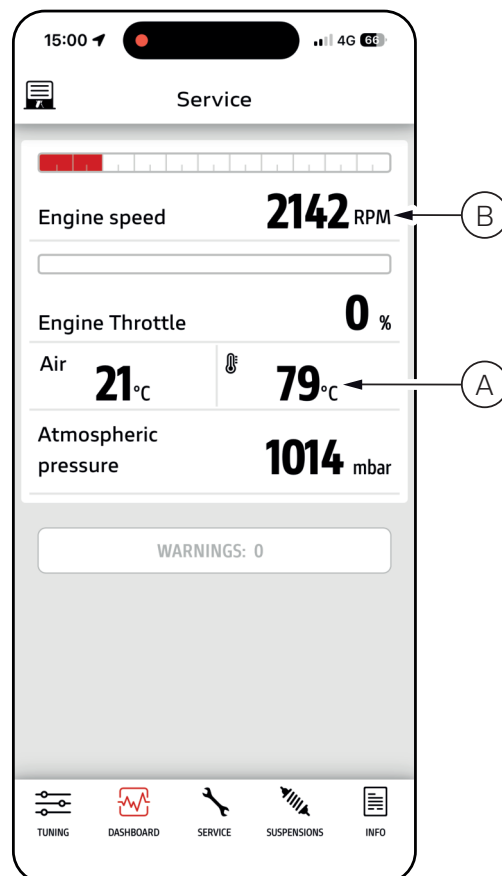 15:00 4G 66
Service
Engine speed 2142 RPM
B
Engine Throttle 0 %
Air 21°C 79°C
A
Atmospheric
pressure 1014 mbar
WARNINGS: 0
TUNING DASHBOARD SERVICE SUSPENSIONS INFO